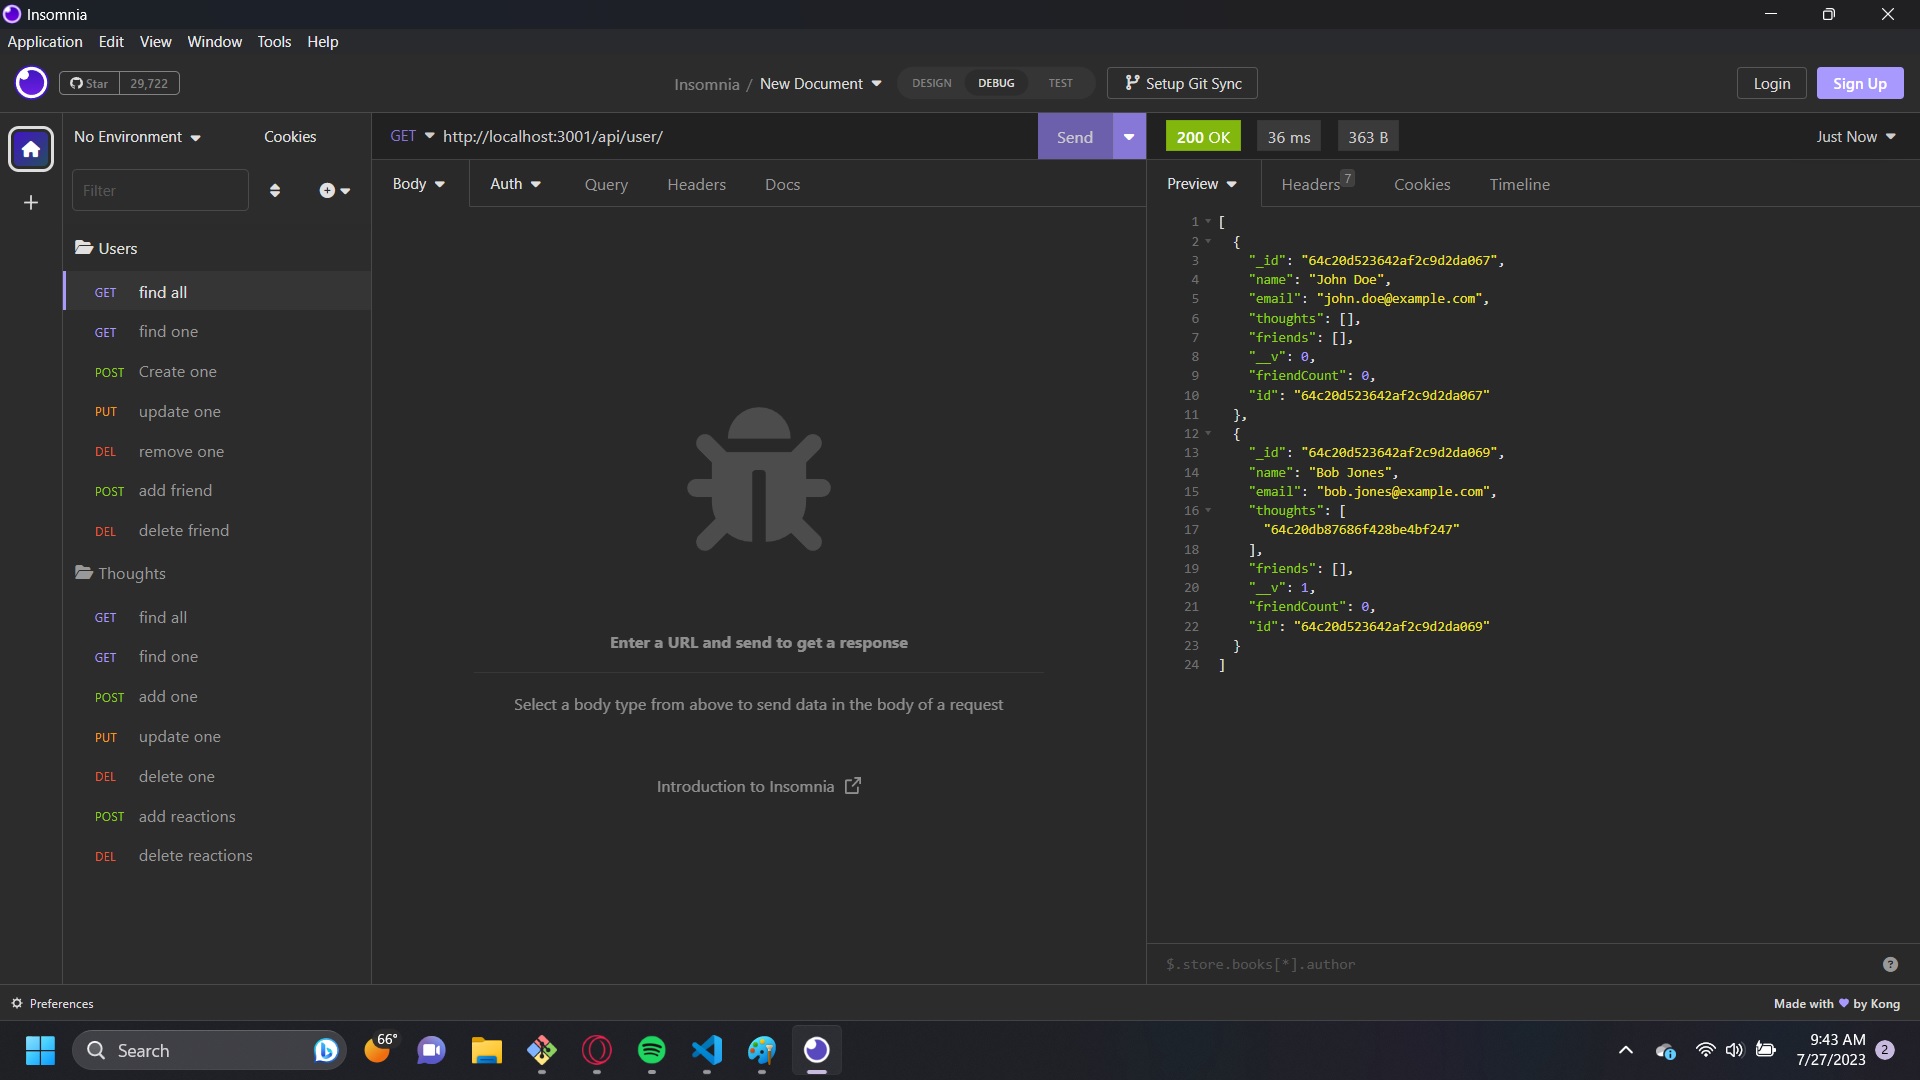 Insomnia
Application Edit View Window Tools Help
Star 29,722
Insomnia / New Document
DESIGN DEBUG TEST
Setup Git Sync
Login Sign Up
No Environment Cookies
Filter
Users
GET find all
GET find one
POST Create one
PUT update one
DEL remove one
POST add friend
DEL delete friend
Thoughts
GET find all
GET find one
POST add one
PUT update one
DEL delete one
POST add reactions
DEL delete reactions
GET http://localhost:3001/api/user/ Send
Body Auth Query Headers Docs
Enter a URL and send to get a response
Select a body type from above to send data in the body of a request
Introduction to Insomnia
200 OK 36 ms 363 B Just Now
Preview Headers 7 Cookies Timeline
1 [
2 {
3 "_id": "64c20d523642af2c9d2da067",
4 "name": "John Doe",
5 "email": "john.doe@example.com",
6 "thoughts": [],
7 "friends": [],
8 "__v": 0,
9 "friendCount": 0,
10 "id": "64c20d523642af2c9d2da067"
11 },
12 {
13 "_id": "64c20d523642af2c9d2da069",
14 "name": "Bob Jones",
15 "email": "bob.jones@example.com",
16 "thoughts": [
17 "64c20db87686f428be4bf247"
18 ],
19 "friends": [],
20 "__v": 1,
21 "friendCount": 0,
22 "id": "64c20d523642af2c9d2da069"
23 }
24 ]
$.store.books[*].author
Preferences
Made with by Kong
Search
66°
9:43 AM
7/27/2023
2